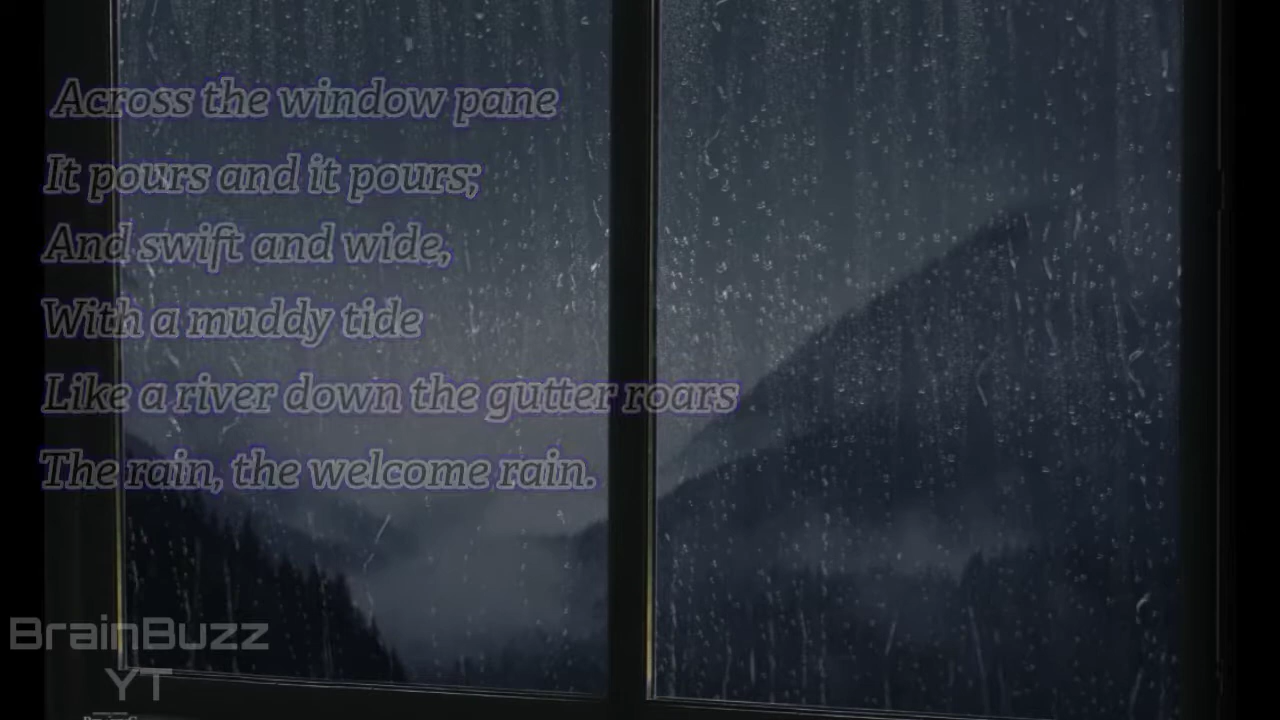 Across the window pane
It pours and it pours;
And swift and wide,
With a muddy tide
Like a river down the gutter roars
The rain, the welcome rain.
BrainBuzz
YT